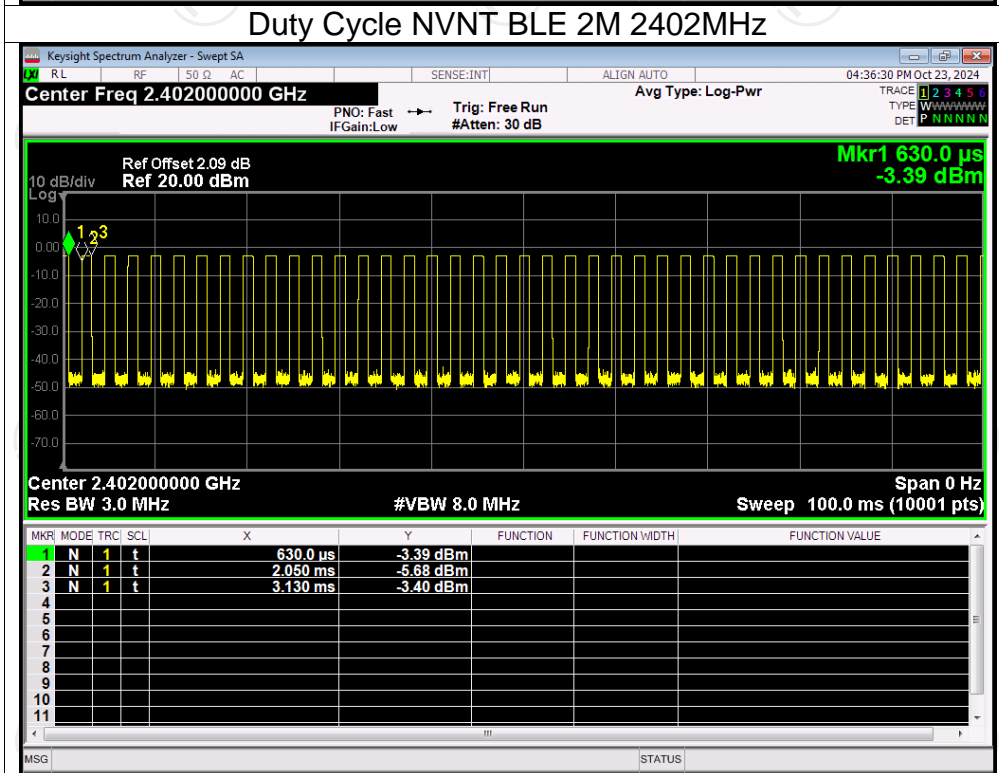 Duty Cycle NVNT BLE 2M 2402MHz
Keysight Spectrum Analyzer - Swept SA
LXI RL RF 50 Ω AC SENSE:INT ALIGN AUTO 04:36:30 PM Oct 23, 2024
Center Freq 2.402000000 GHz Avg Type: Log-Pwr TRACE 1 2 3 4 5 6
PNO: Fast Trig: Free Run TYPE WWWWWWW
IFGain:Low #Atten: 30 dB DET P N N N N N
Mkr1 630.0 µs
Ref Offset 2.09 dB
10 dB/div Ref 20.00 dBm -3.39 dBm
Log
10.0
1 2 3
0.00
-10.0
-20.0
-30.0
-40.0
-50.0
-60.0
-70.0
Center 2.402000000 GHz Span 0 Hz
Res BW 3.0 MHz #VBW 8.0 MHz Sweep 100.0 ms (10001 pts)
MKR MODE TRC SCL X Y FUNCTION FUNCTION WIDTH FUNCTION VALUE
1 N 1 t 630.0 µs -3.39 dBm
2 N 1 t 2.050 ms -5.68 dBm
3 N 1 t 3.130 ms -3.40 dBm
4
5
6
7
8
9
10
11
MSG STATUS